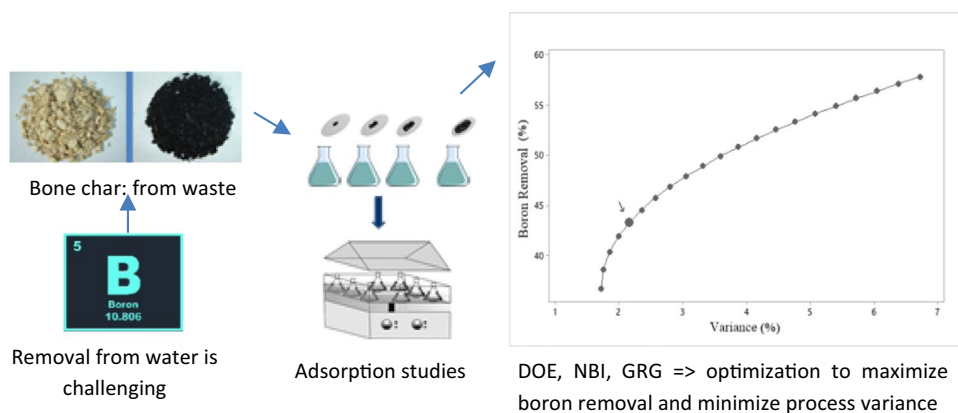 Bone char: from waste
5
B
Boron
10.806
Removal from water is
challenging
Adsorption studies
60
55
50
45
40
Boron Removal (%)
1
2
3
4
5
6
7
Variance (%)
DOE, NBI, GRG => optimization to maximize
boron removal and minimize process variance